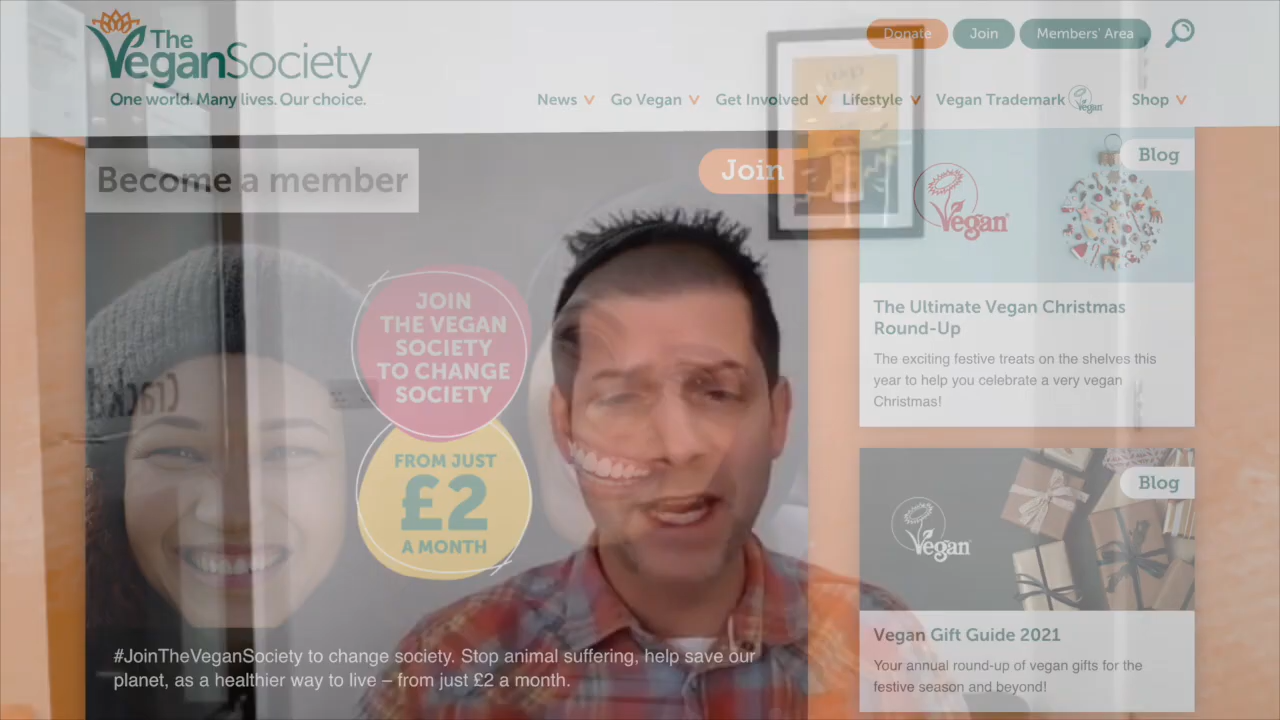 The
VeganSociety
One world. Many lives. Our choice.
Donate
Join
Members' Area
News
Go Vegan
Get Involved
Lifestyle
Vegan Trademark
Vegan
Shop
Become a member
Join
JOIN
THE VEGAN
SOCIETY
TO CHANGE
SOCIETY
FROM JUST
£2
A MONTH
#JoinTheVeganSociety to change society. Stop animal suffering, help save our
planet, as a healthier way to live – from just £2 a month.
Blog
Vegan
The Ultimate Vegan Christmas
Round-Up
The exciting festive treats on the shelves this
year to help you celebrate a very vegan
Christmas!
Blog
Vegan
Vegan Gift Guide 2021
Your annual round-up of vegan gifts for the
festive season and beyond!